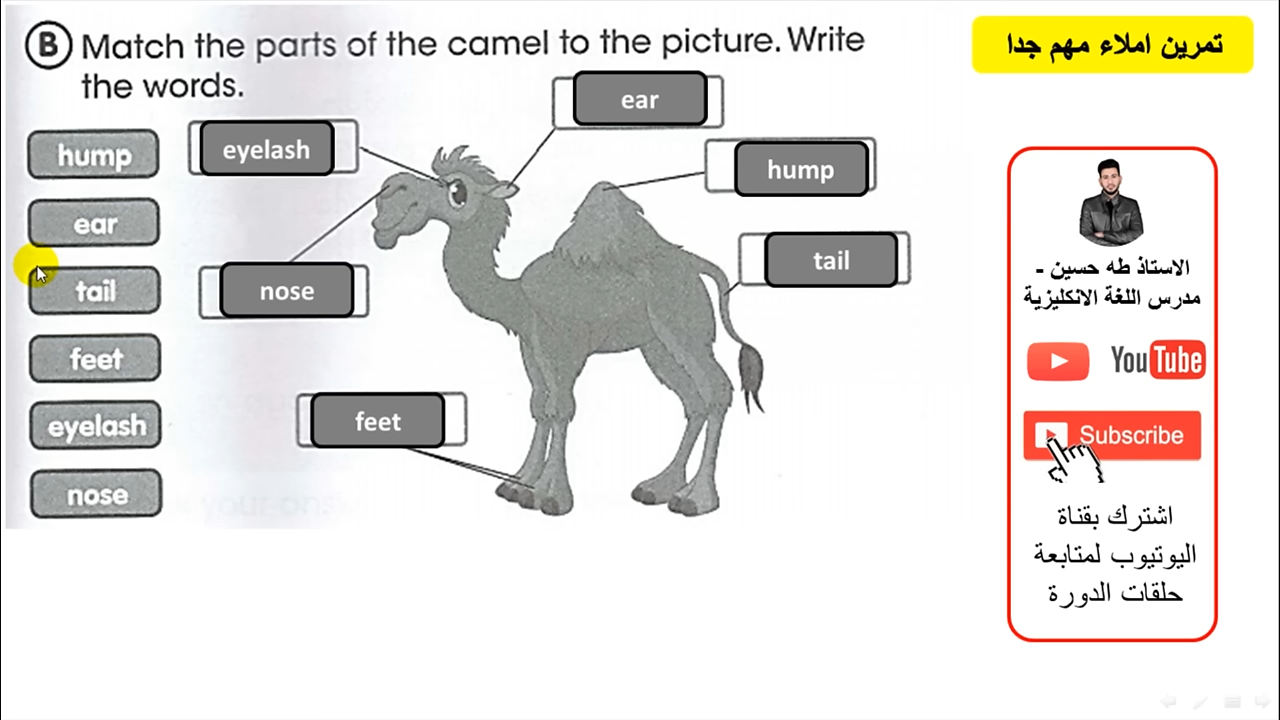 B Match the parts of the camel to the picture. Write
the words.
hump
ear
tail
feet
eyelash
nose
eyelash
ear
hump
tail
nose
feet
تمرين املاء مهم جدا
الاستاذ طه حسين -
مدرس اللغة الانكليزية
YouTube
Subscribe
اشترك بقناة
اليوتيوب لمتابعة
حلقات الدورة